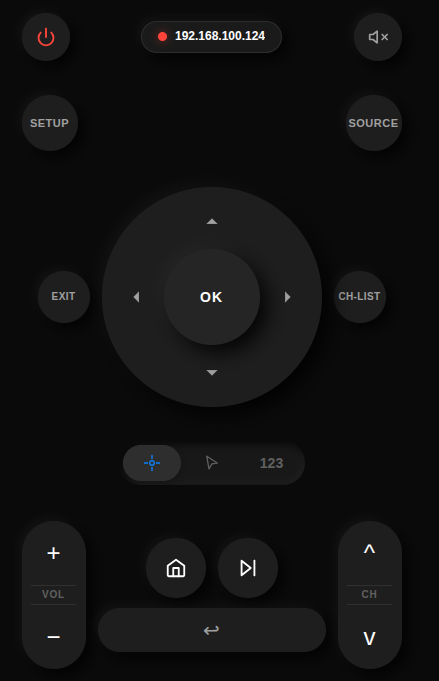 192.168.100.124
SETUP
SOURCE
EXIT
OK
CH-LIST
123
+
^
VOL
CH
−
v